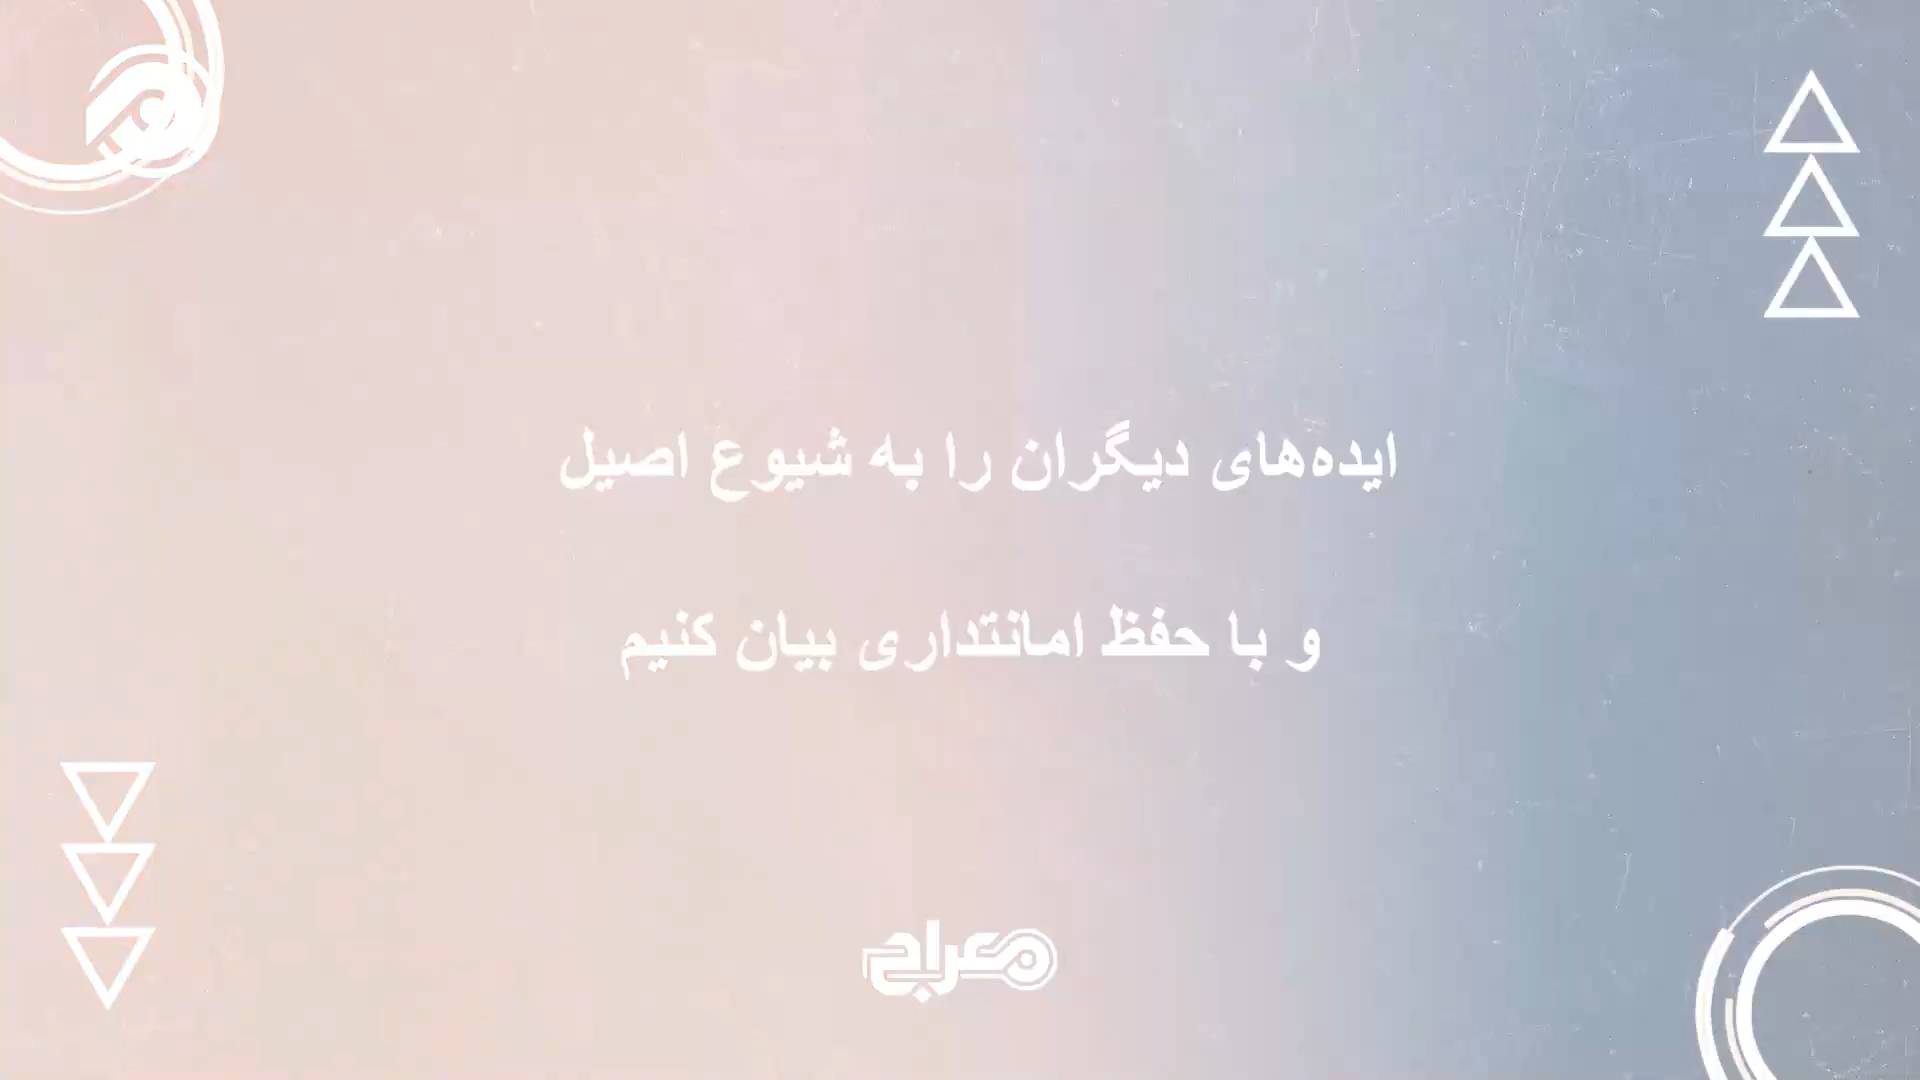 ایده‌های دیگران را به شیوع اصیل
و با حفظ امانتداری بیان کنیم
معراج